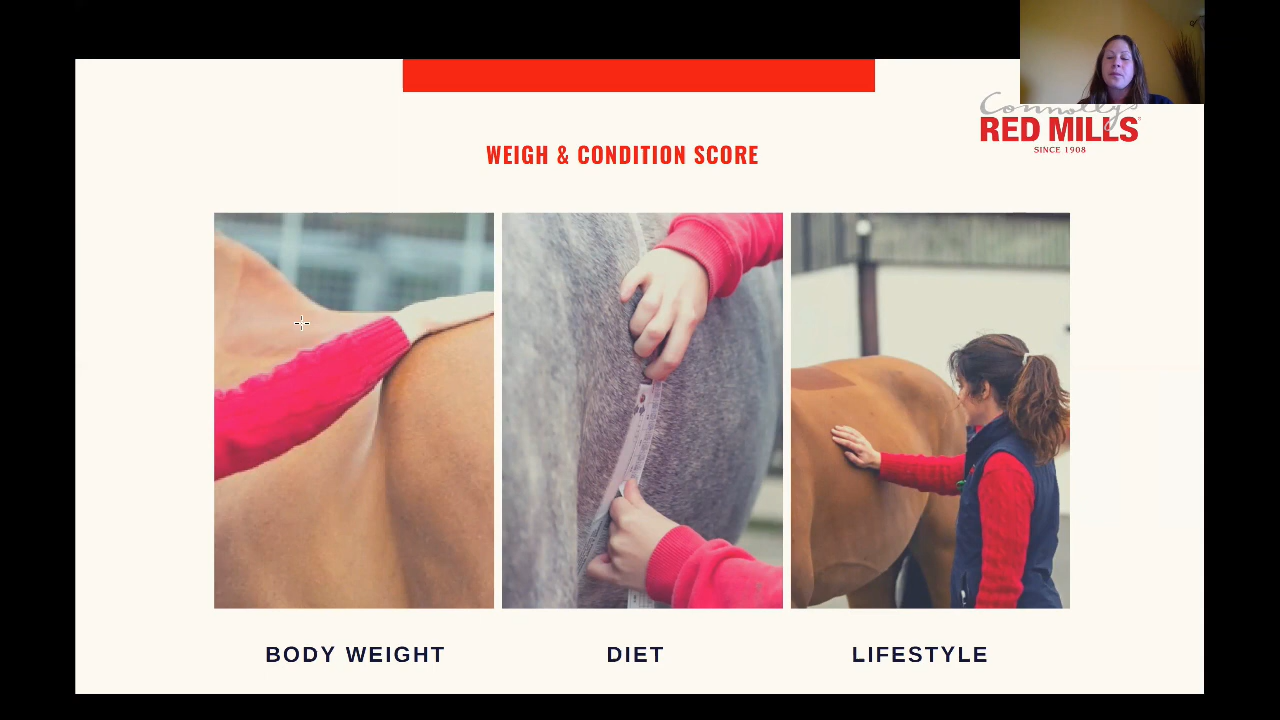 Connolly's
RED MILLS
SINCE 1908
WEIGH & CONDITION SCORE
BODY WEIGHT
DIET
LIFESTYLE